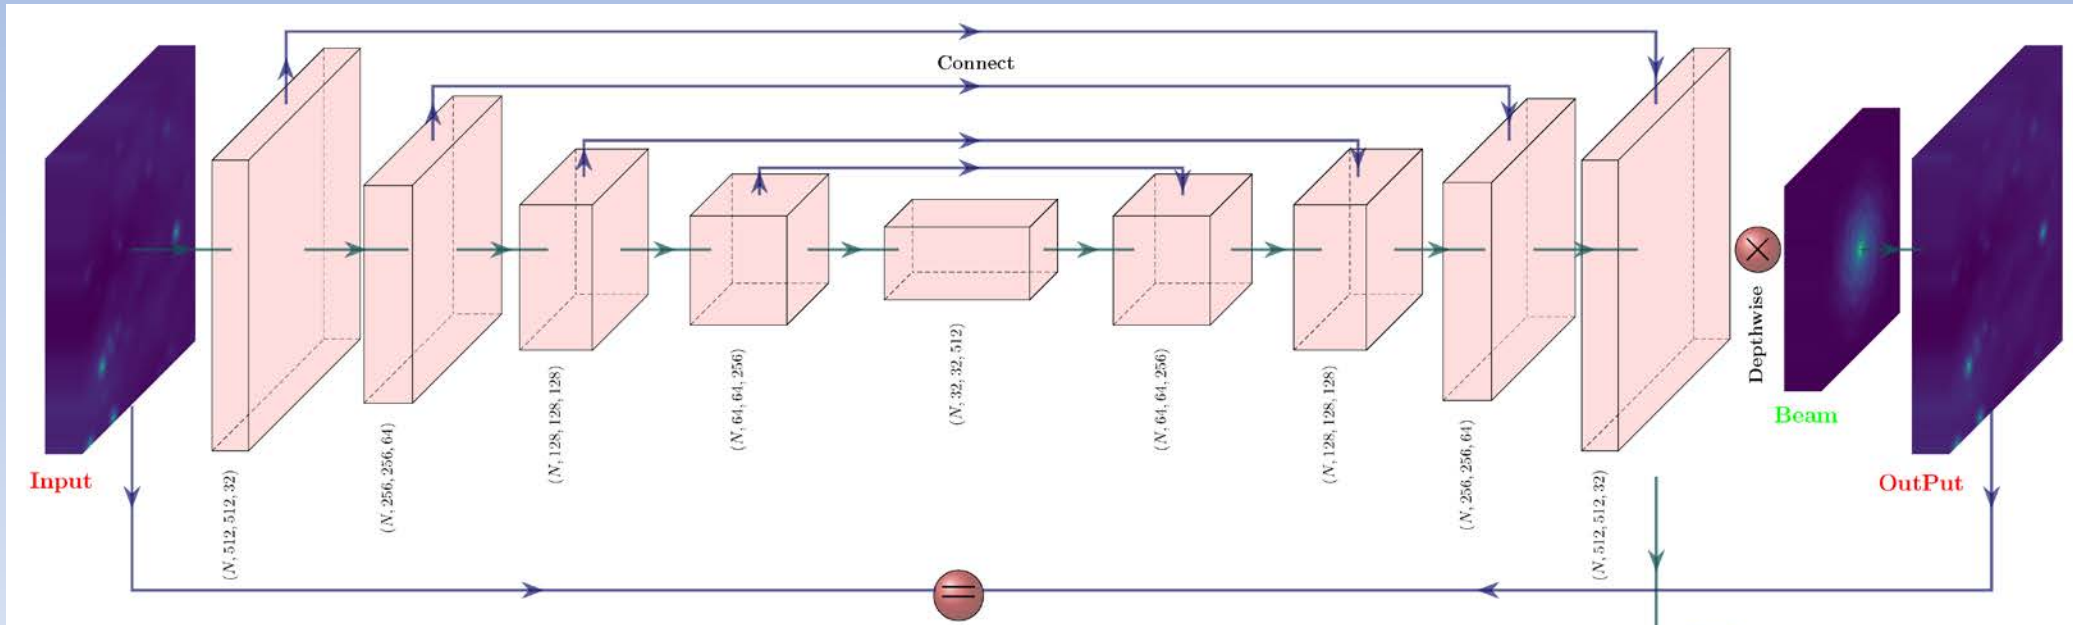 Connect
Input
(N, 512, 512, 32)
(N, 256, 256, 64)
(N, 128, 128, 128)
(N, 64, 64, 256)
(N, 32, 32, 512)
(N, 64, 64, 256)
(N, 128, 128, 128)
(N, 256, 256, 64)
(N, 512, 512, 32)
Depthwise
Beam
OutPut